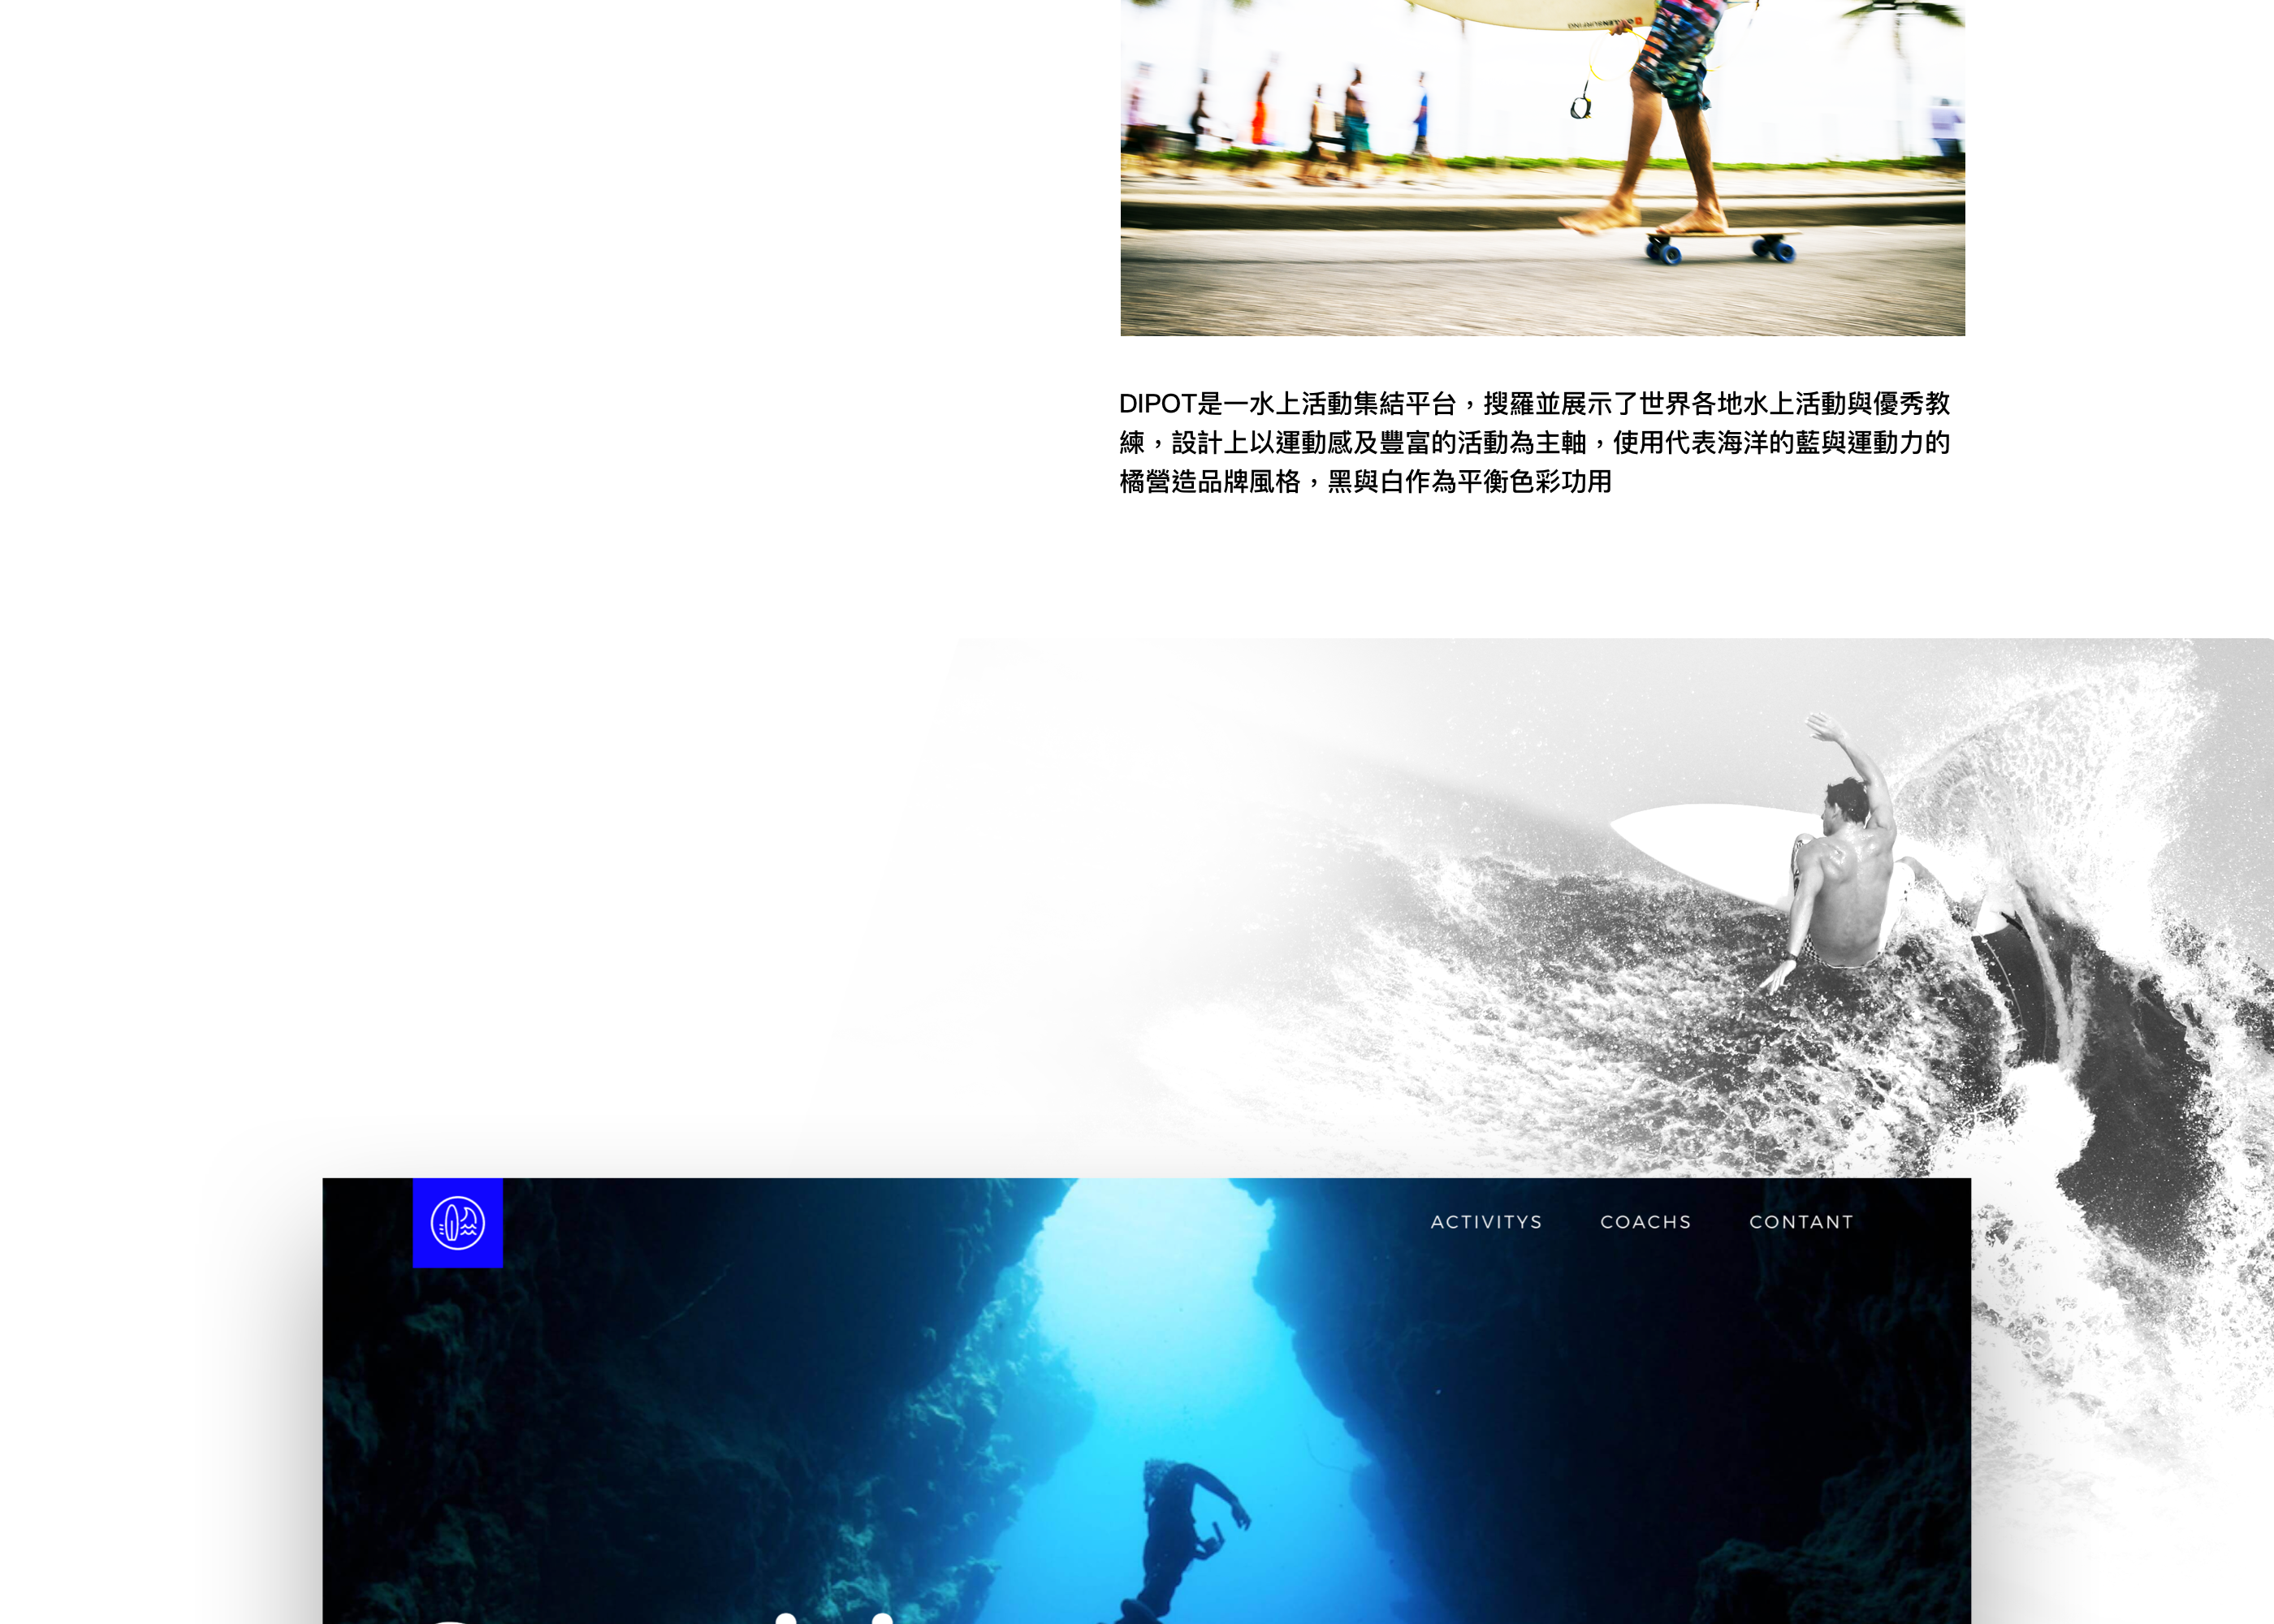 DIPOT是一水上活動集結平台，搜羅並展示了世界各地水上活動與優秀教
練，設計上以運動感及豐富的活動為主軸，使用代表海洋的藍與運動力的
橘營造品牌風格，黑與白作為平衡色彩功用
ACTIVITYS COACHS CONTANT